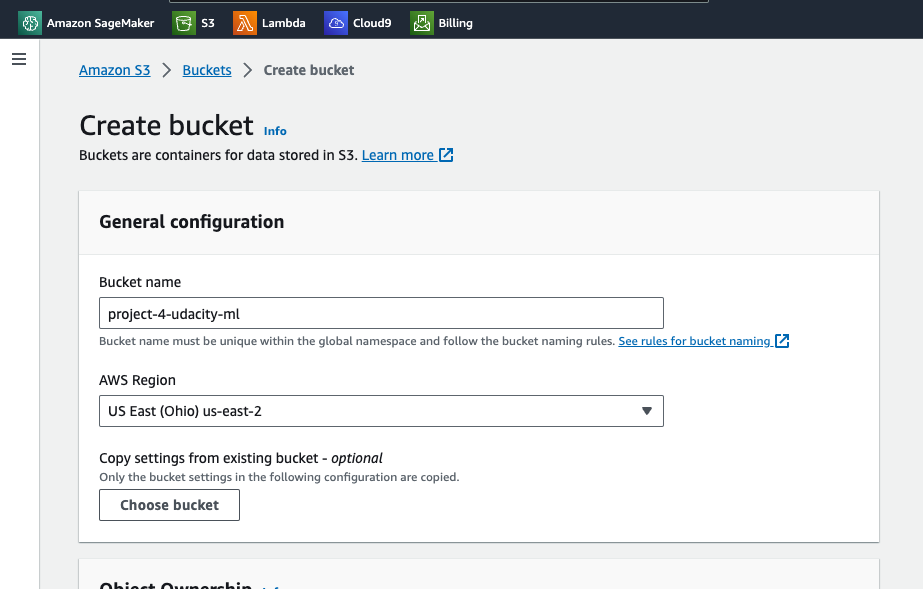 Amazon SageMaker S3 Lambda Cloud9 Billing
Amazon S3 > Buckets > Create bucket
Create bucket Info
Buckets are containers for data stored in S3. Learn more
General configuration
Bucket name
project-4-udacity-ml
Bucket name must be unique within the global namespace and follow the bucket naming rules. See rules for bucket naming
AWS Region
US East (Ohio) us-east-2
Copy settings from existing bucket - optional
Only the bucket settings in the following configuration are copied.
Choose bucket
Object Ownership Info